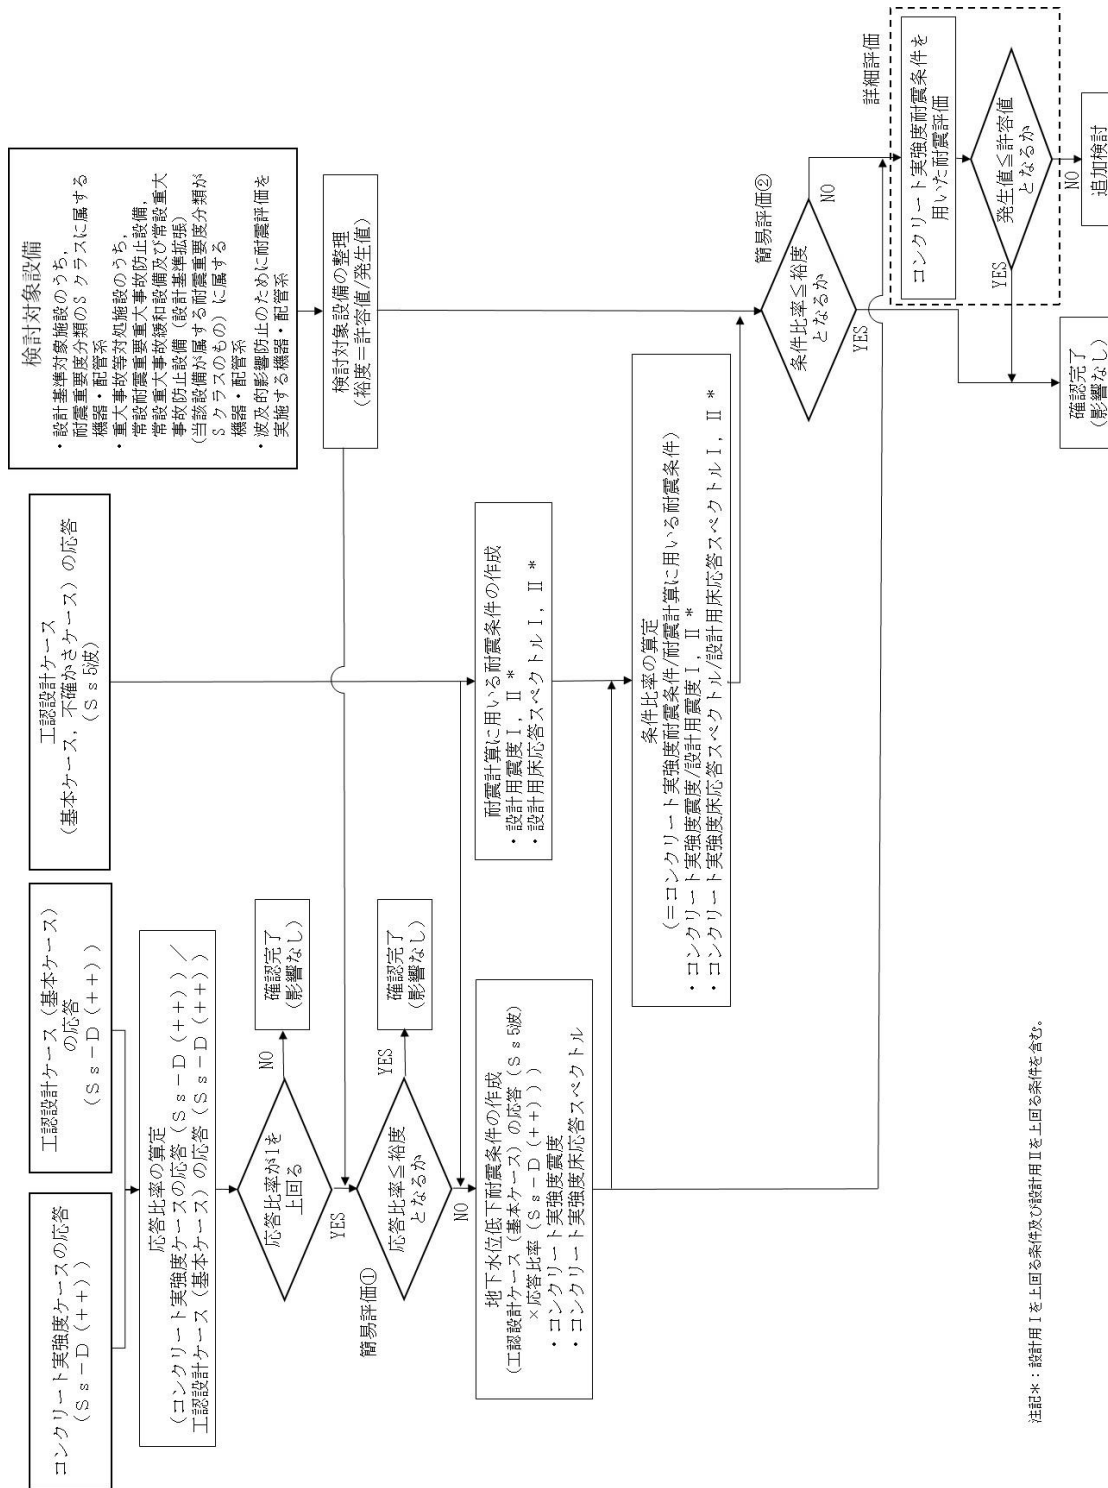 コンクリート実強度ケースの応答
(Ss-D(++))
工認設計ケース(基本ケース)
の応答
(Ss-D(++))
工認設計ケース
(基本ケース,不確かさケース)の応答
(Ss5波)
検討対象設備
・設計基準対象施設のうち,
耐震重要度分類のSクラスに属する
機器・配管系
・重大事故等対処施設のうち,
常設耐震重要重大事故防止設備,
常設重大事故緩和設備及び常設重大
事故防止設備(設計基準拡張)
(当該設備が属する耐震重要度分類が
Sクラスのもの)に属する
機器・配管系
・波及的影響防止のために耐震評価を
実施する機器・配管系
応答比率の算定
(コンクリート実強度ケースの応答(Ss-D(++))/
工認設計ケース(基本ケース)の応答(Ss-D(++)))
検討対象設備の整理
(裕度=許容値/発生値)
応答比率が1を
上回る
NO
確認完了
(影響なし)
YES
簡易評価①
応答比率≦裕度
となるか
YES
確認完了
(影響なし)
NO
地下水位低下耐震条件の作成
(工認設計ケース(基本ケース)の応答(Ss5波)
×応答比率(Ss-D(++)))
・コンクリート実強度震度
・コンクリート実強度床応答スペクトル
耐震計算に用いる耐震条件の作成
・設計用震度Ⅰ,Ⅱ*
・設計用床応答スペクトルⅠ,Ⅱ*
条件比率の算定
(=コンクリート実強度耐震条件/耐震計算に用いる耐震条件)
・コンクリート実強度震度/設計用震度Ⅰ,Ⅱ*
・コンクリート実強度床応答スペクトル/設計用床応答スペクトルⅠ,Ⅱ*
簡易評価②
条件比率≦裕度
となるか
NO
YES
詳細評価
コンクリート実強度耐震条件を
用いた耐震評価
発生値≦許容値
となるか
YES
NO
確認完了
(影響なし)
追加検討
注記*:設計用Ⅰを上回る条件及び設計用Ⅱを上回る条件を含む。